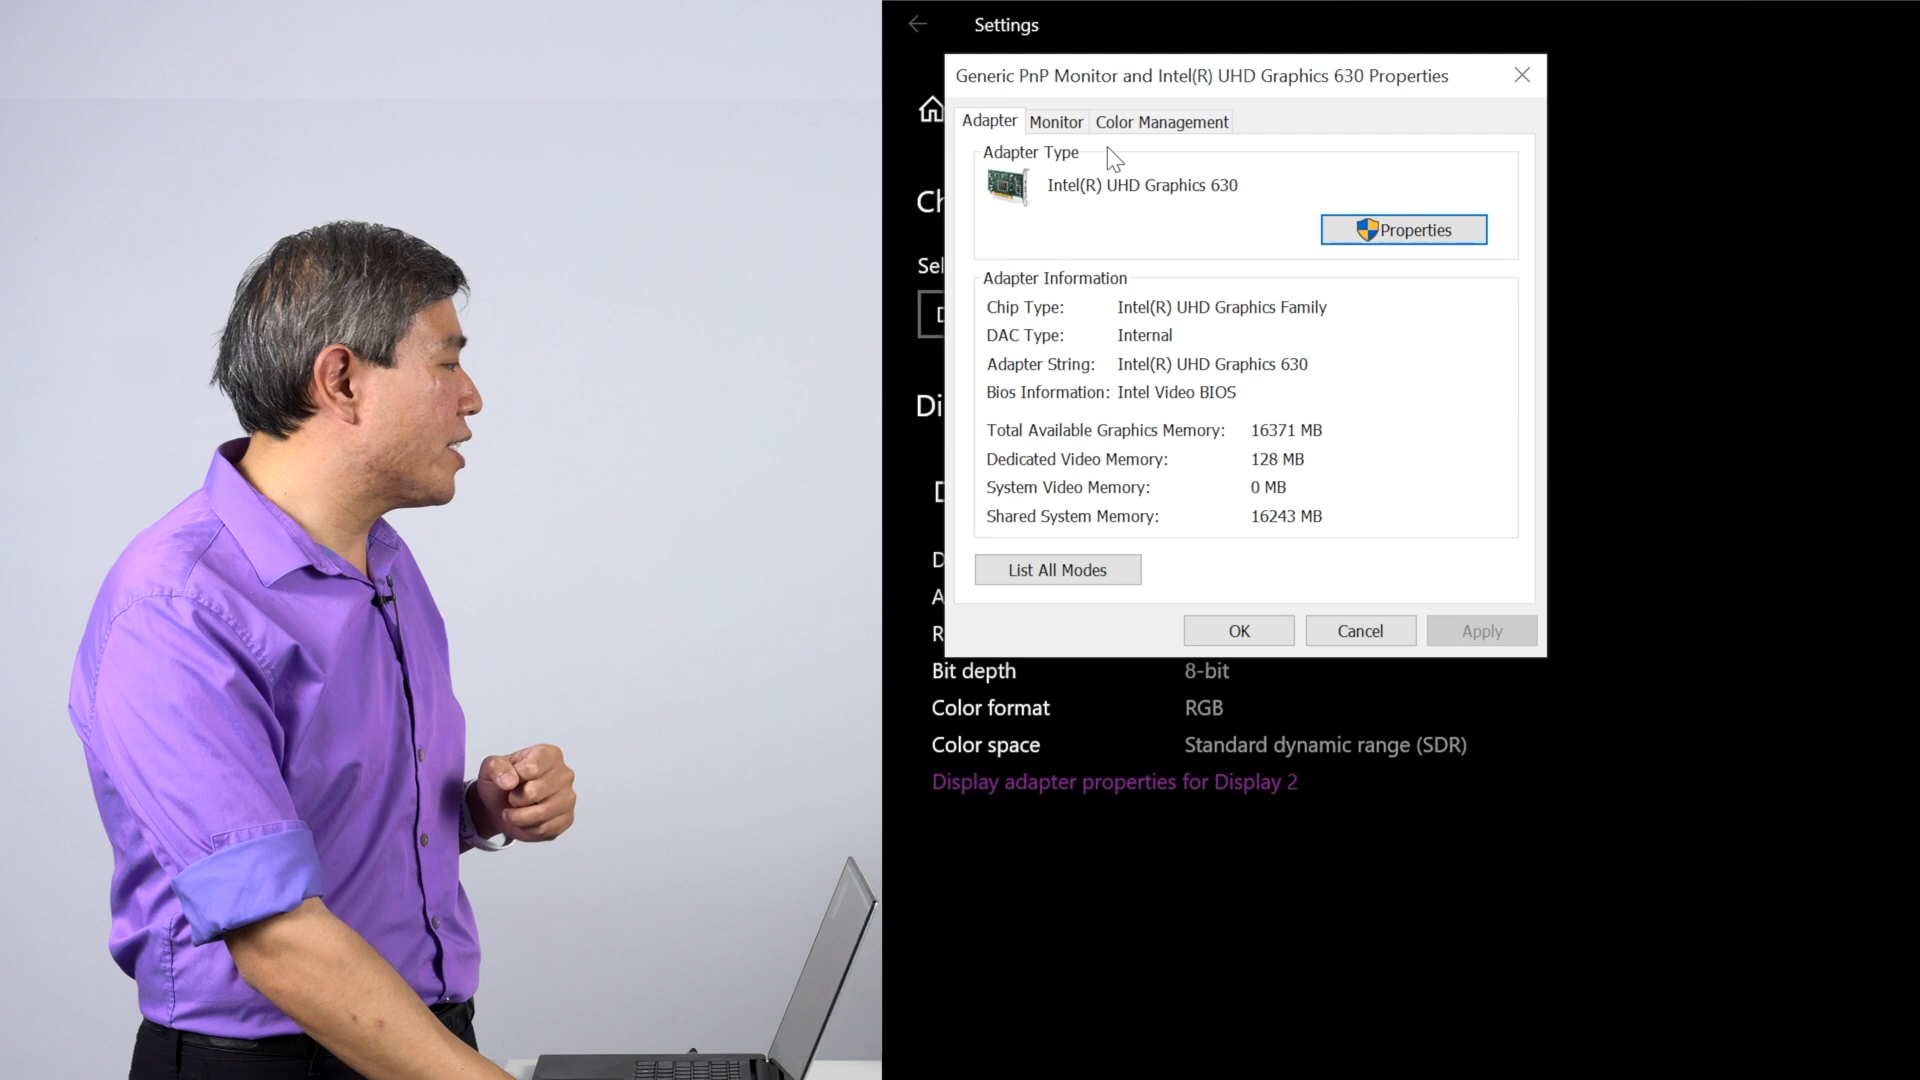 Settings
Generic PnP Monitor and Intel(R) UHD Graphics 630 Properties
Adapter
Monitor
Color Management
Adapter Type
Intel(R) UHD Graphics 630
Properties
Adapter Information
Chip Type: Intel(R) UHD Graphics Family
DAC Type: Internal
Adapter String: Intel(R) UHD Graphics 630
Bios Information: Intel Video BIOS
Total Available Graphics Memory: 16371 MB
Dedicated Video Memory: 128 MB
System Video Memory: 0 MB
Shared System Memory: 16243 MB
List All Modes
OK
Cancel
Apply
Bit depth 8-bit
Color format RGB
Color space Standard dynamic range (SDR)
Display adapter properties for Display 2